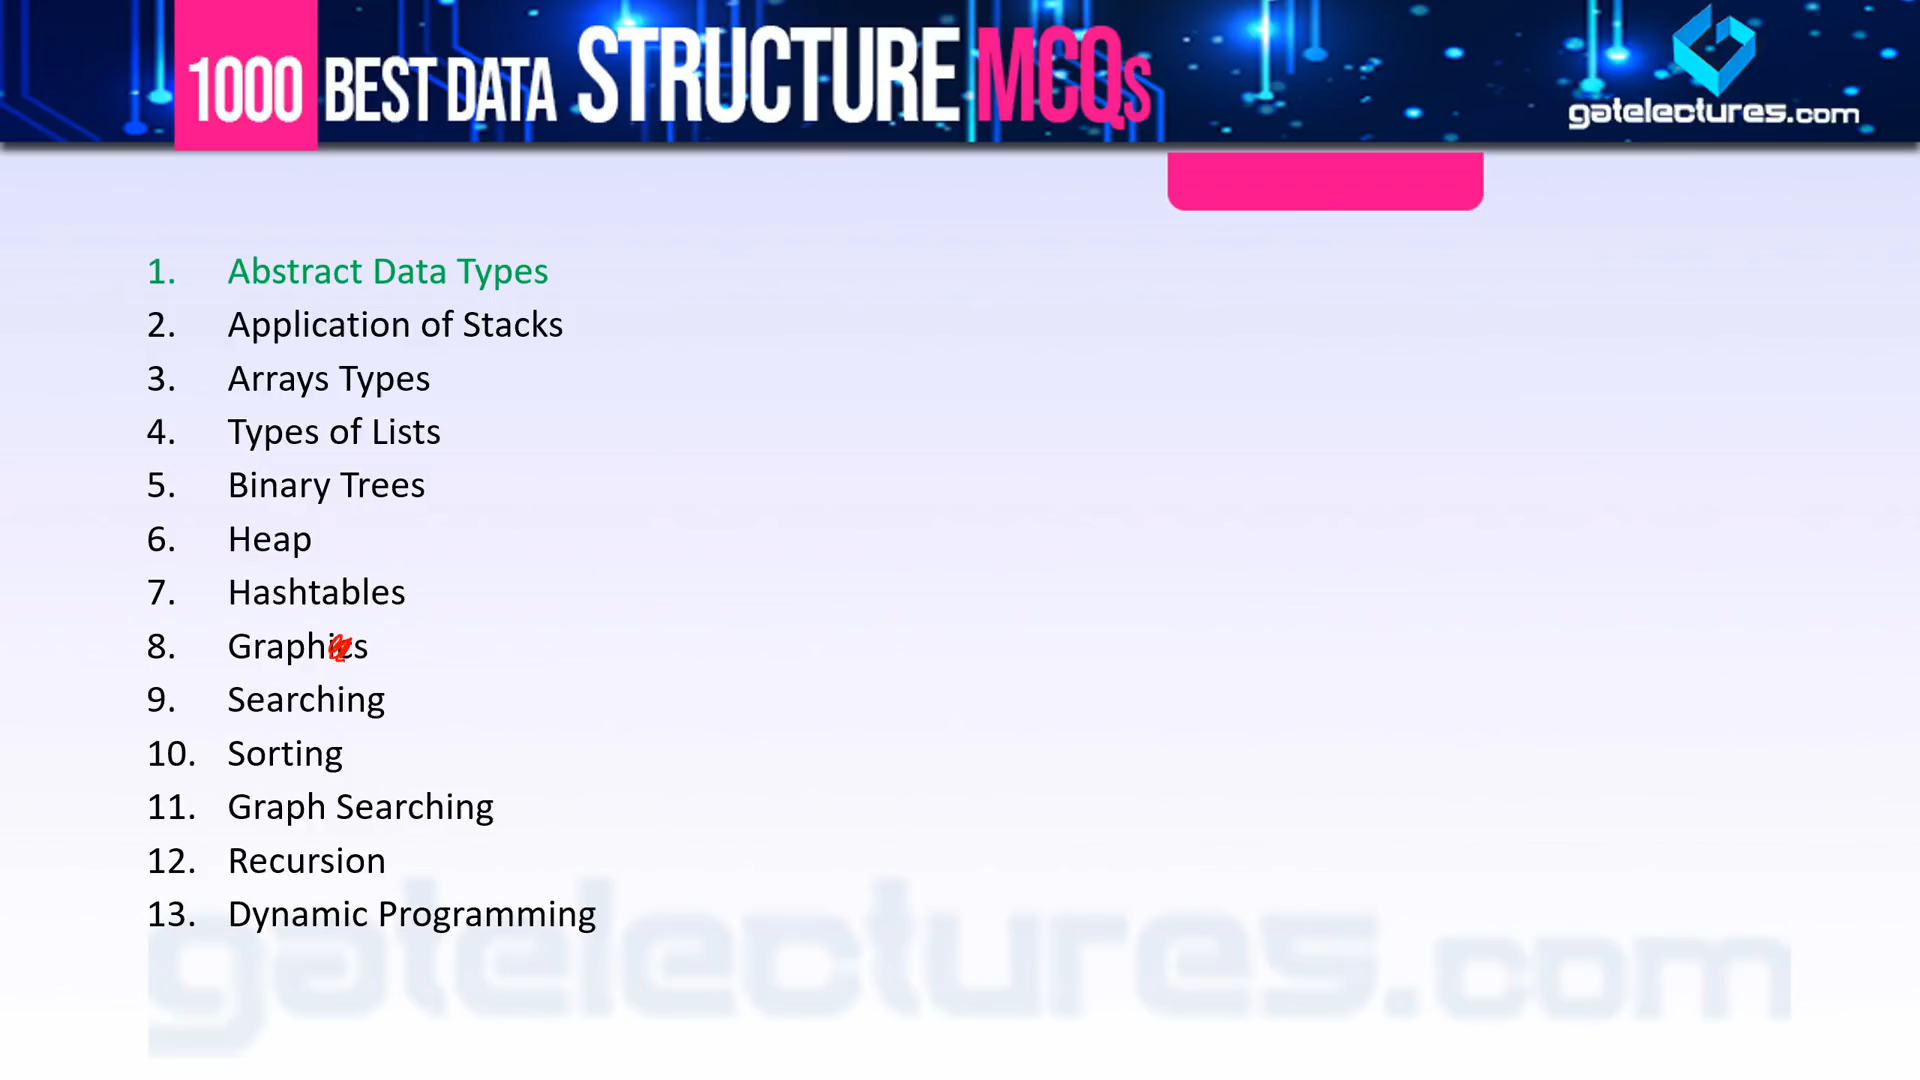 1000 BEST DATA STRUCTURE MCQs
gatelectures.com
1. Abstract Data Types
2. Application of Stacks
3. Arrays Types
4. Types of Lists
5. Binary Trees
6. Heap
7. Hashtables
8. Graphics
9. Searching
10. Sorting
11. Graph Searching
12. Recursion
13. Dynamic Programming
gatelectures.com